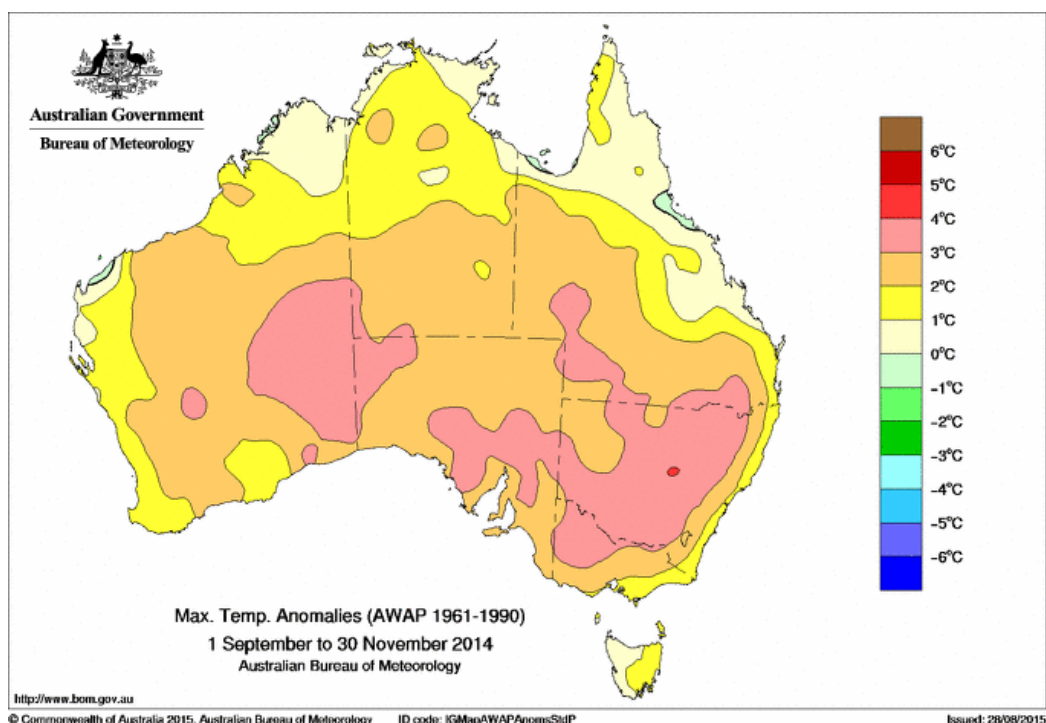 Australian Government
Bureau of Meteorology
6°C
5°C
4°C
3°C
2°C
1°C
0°C
-1°C
-2°C
-3°C
-4°C
-5°C
-6°C
Max. Temp. Anomalies (AWAP 1961-1990)
1 September to 30 November 2014
Australian Bureau of Meteorology
http://www.bom.gov.au
© Commonwealth of Australia 2015, Australian Bureau of Meteorology ID code: IGMapAWAPAnomsStdP Issued: 28/08/2015